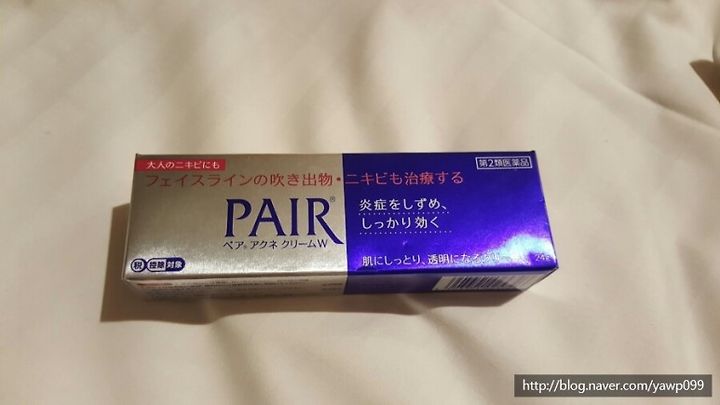 大人のニキビにも
第2類医薬品
フェイスラインの吹き出物・ニキビも治療する
PAIR®
炎症をしずめ、
しっかり効く
ペア® アクネ クリームW
税 控除 対象
肌にしっとり、透明になる
24g
http://blog.naver.com/yawp099